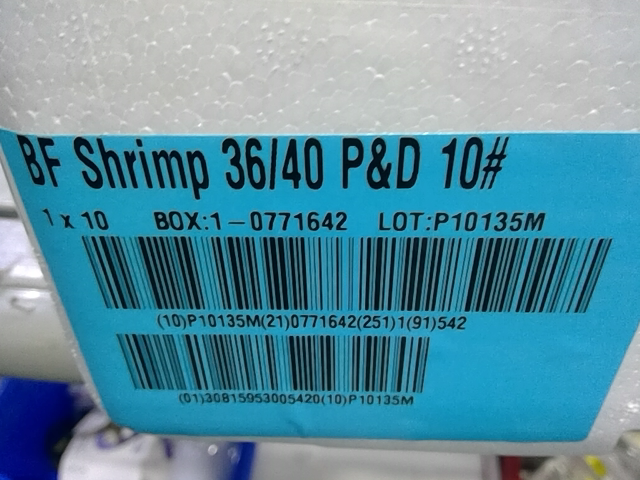 BF Shrimp 36/40 P&D 10#
1 x 10 BOX:1-0771642 LOT:P10135M
(10)P10135M(21)0771642(251)1(91)542
(01)30815953005420(10)P10135M